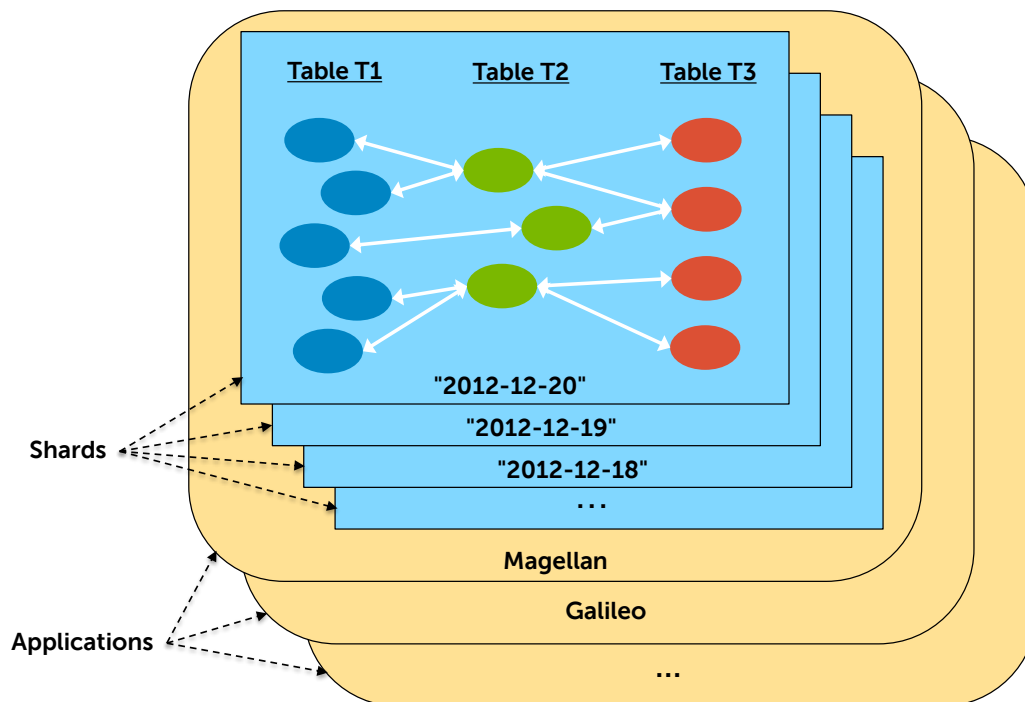 Table T1 Table T2 Table T3
"2012-12-20"
"2012-12-19"
Shards
"2012-12-18"
...
Magellan
Galileo
Applications
...